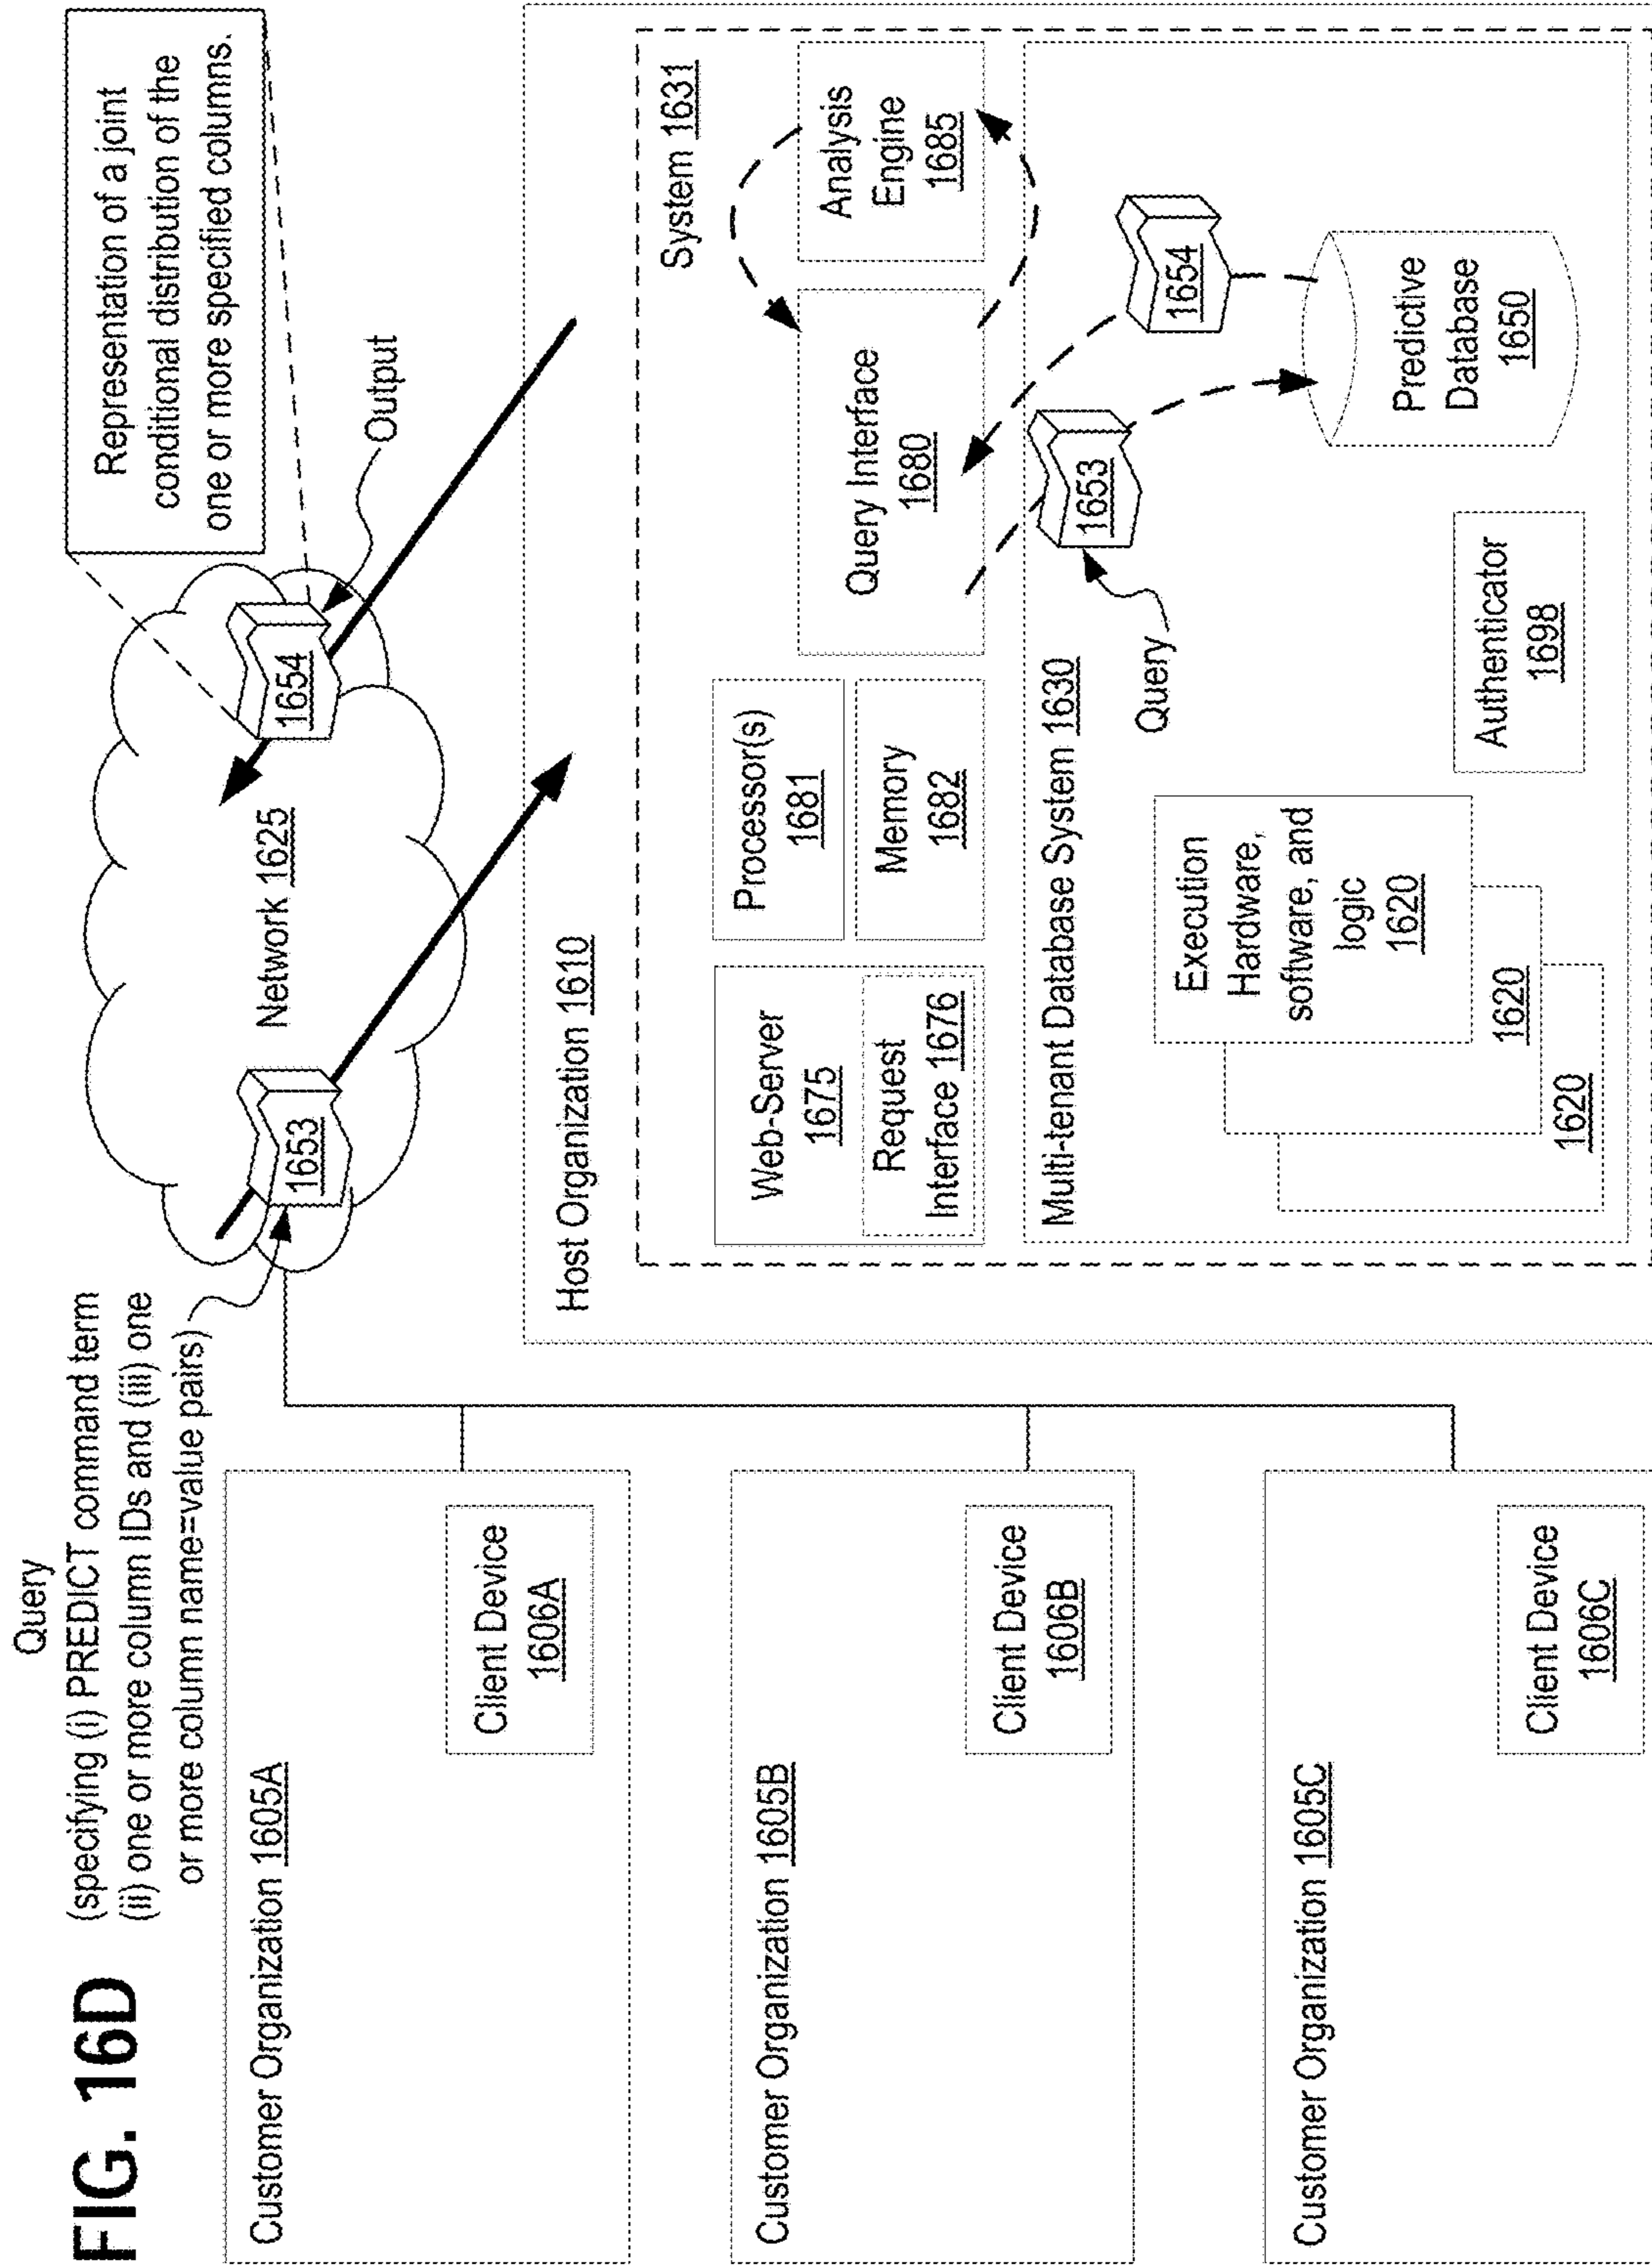 FIG. 16D
Query
(specifying (i) PREDICT command term
(ii) one or more column IDs and (iii) one
or more column name=value pairs)
Representation of a joint
conditional distribution of the
one or more specified columns.
1653
Network 1625
1654
Output
Customer Organization 1605A
Client Device
1606A
Customer Organization 1605B
Client Device
1606B
Customer Organization 1605C
Client Device
1606C
Host Organization 1610
System 1631
Web-Server
1675
Request
Interface 1676
Processor(s)
1681
Memory
1682
Query Interface
1680
Analysis
Engine
1685
Multi-tenant Database System 1630
Query
1653
1654
Execution
Hardware,
software, and
logic
1620
1620
1620
Authenticator
1698
Predictive
Database
1650